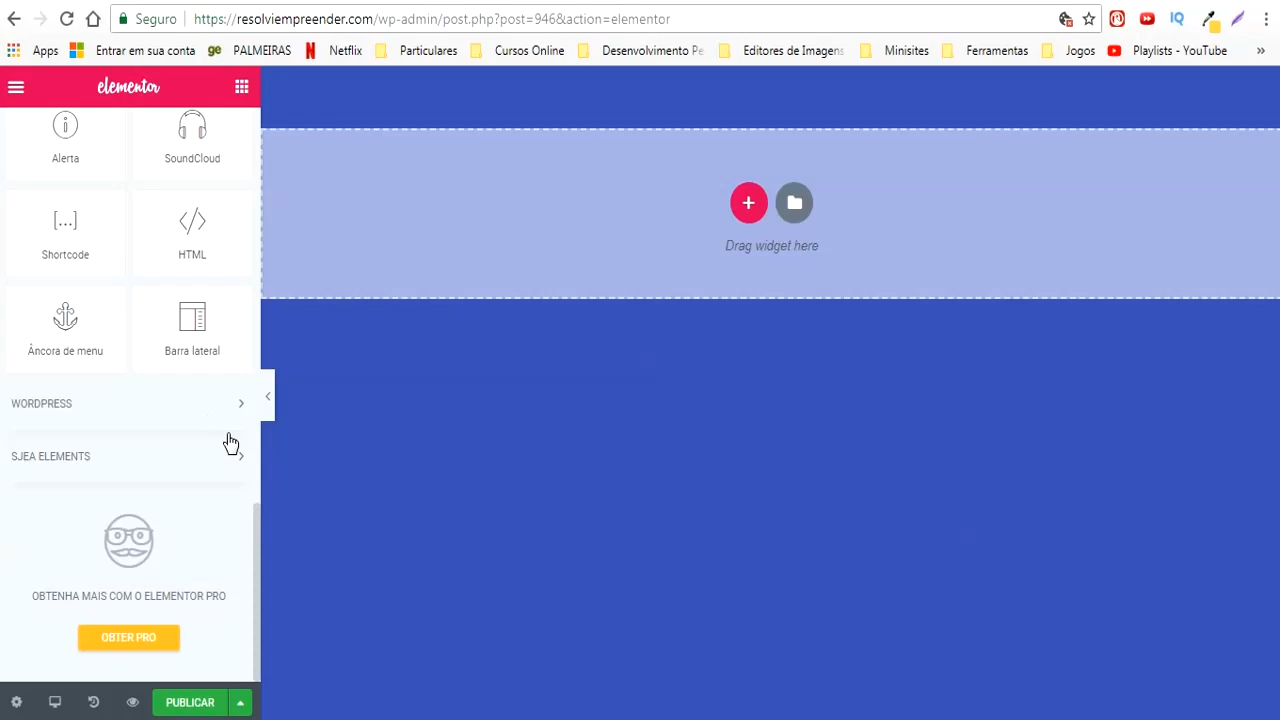 Seguro https://resolviempreender.com/wp-admin/post.php?post=946&action=elementor
Apps Entrar em sua conta ge PALMEIRAS Netflix Particulares Cursos Online Desenvolvimento Pe Editores de Imagens Minisites Ferramentas Jogos Playlists - YouTube »
elementor
Alerta SoundCloud
[...] </>
Shortcode HTML
Drag widget here
Âncora de menu Barra lateral
WORDPRESS
SJEA ELEMENTS
OBTENHA MAIS COM O ELEMENTOR PRO
OBTER PRO
PUBLICAR